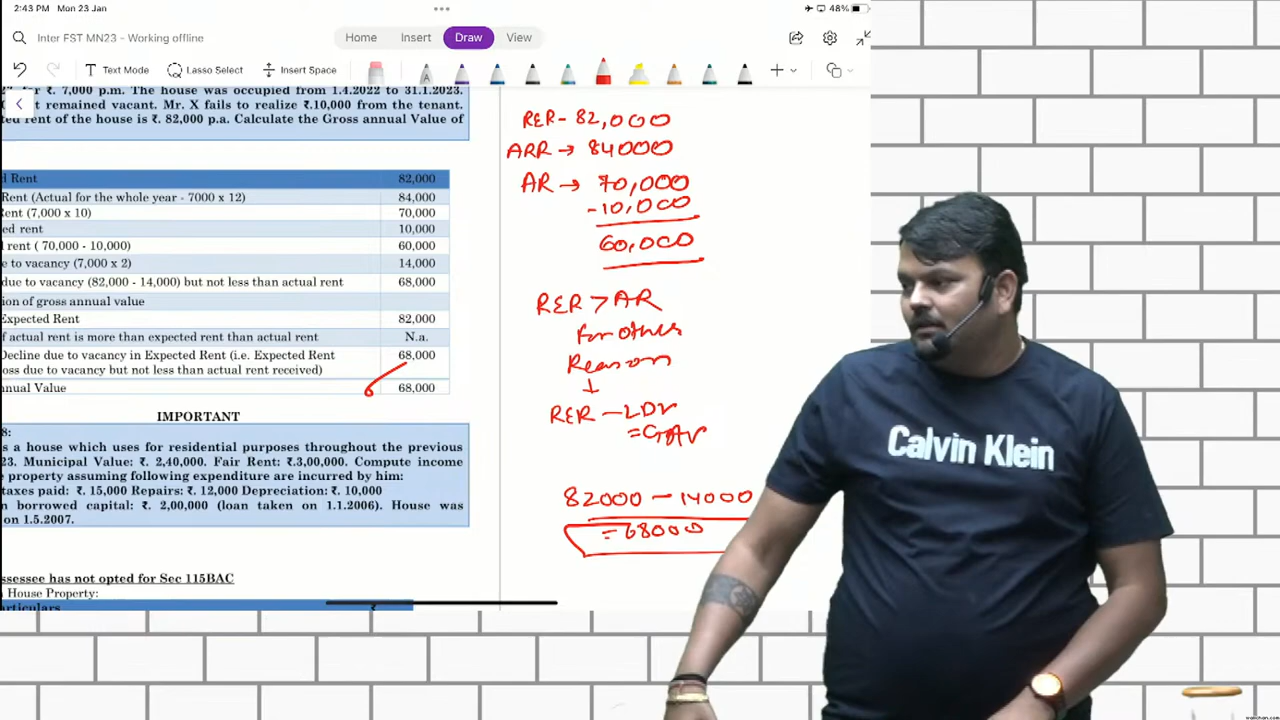 2:43 PM Mon 23 Jan
48%
Inter FST MN23 - Working offline
Home
Insert
Draw
View
Text Mode
Lasso Select
Insert Space
₹. 7,000 p.m. The house was occupied from 1.4.2022 to 31.1.2023.
remained vacant. Mr. X fails to realize ₹.10,000 from the tenant.
rent of the house is ₹. 82,000 p.a. Calculate the Gross annual Value of
d Rent 82,000
Rent (Actual for the whole year - 7000 x 12) 84,000
Rent (7,000 x 10) 70,000
ed rent 10,000
rent ( 70,000 - 10,000) 60,000
e to vacancy (7,000 x 2) 14,000
due to vacancy (82,000 - 14,000) but not less than actual rent 68,000
ion of gross annual value
Expected Rent 82,000
f actual rent is more than expected rent than actual rent N.a.
Decline due to vacancy in Expected Rent (i.e. Expected Rent 68,000
oss due to vacancy but not less than actual rent received)
nnual Value 68,000
IMPORTANT
8:
s a house which uses for residential purposes throughout the previous
23. Municipal Value: ₹. 2,40,000. Fair Rent: ₹.3,00,000. Compute income
e property assuming following expenditure are incurred by him:
taxes paid: ₹. 15,000 Repairs: ₹. 12,000 Depreciation: ₹. 10,000
n borrowed capital: ₹. 2,00,000 (loan taken on 1.1.2006). House was
on 1.5.2007.
ssessee has not opted for Sec 115BAC
House Property:
articulars ₹
RER- 82,000
ARR → 84000
AR → 70,000
-10,000
60,000
RER > AR
for other
Reason
↓
RER - LDV
= GAV
82000 - 14000
= 68000
Calvin Klein